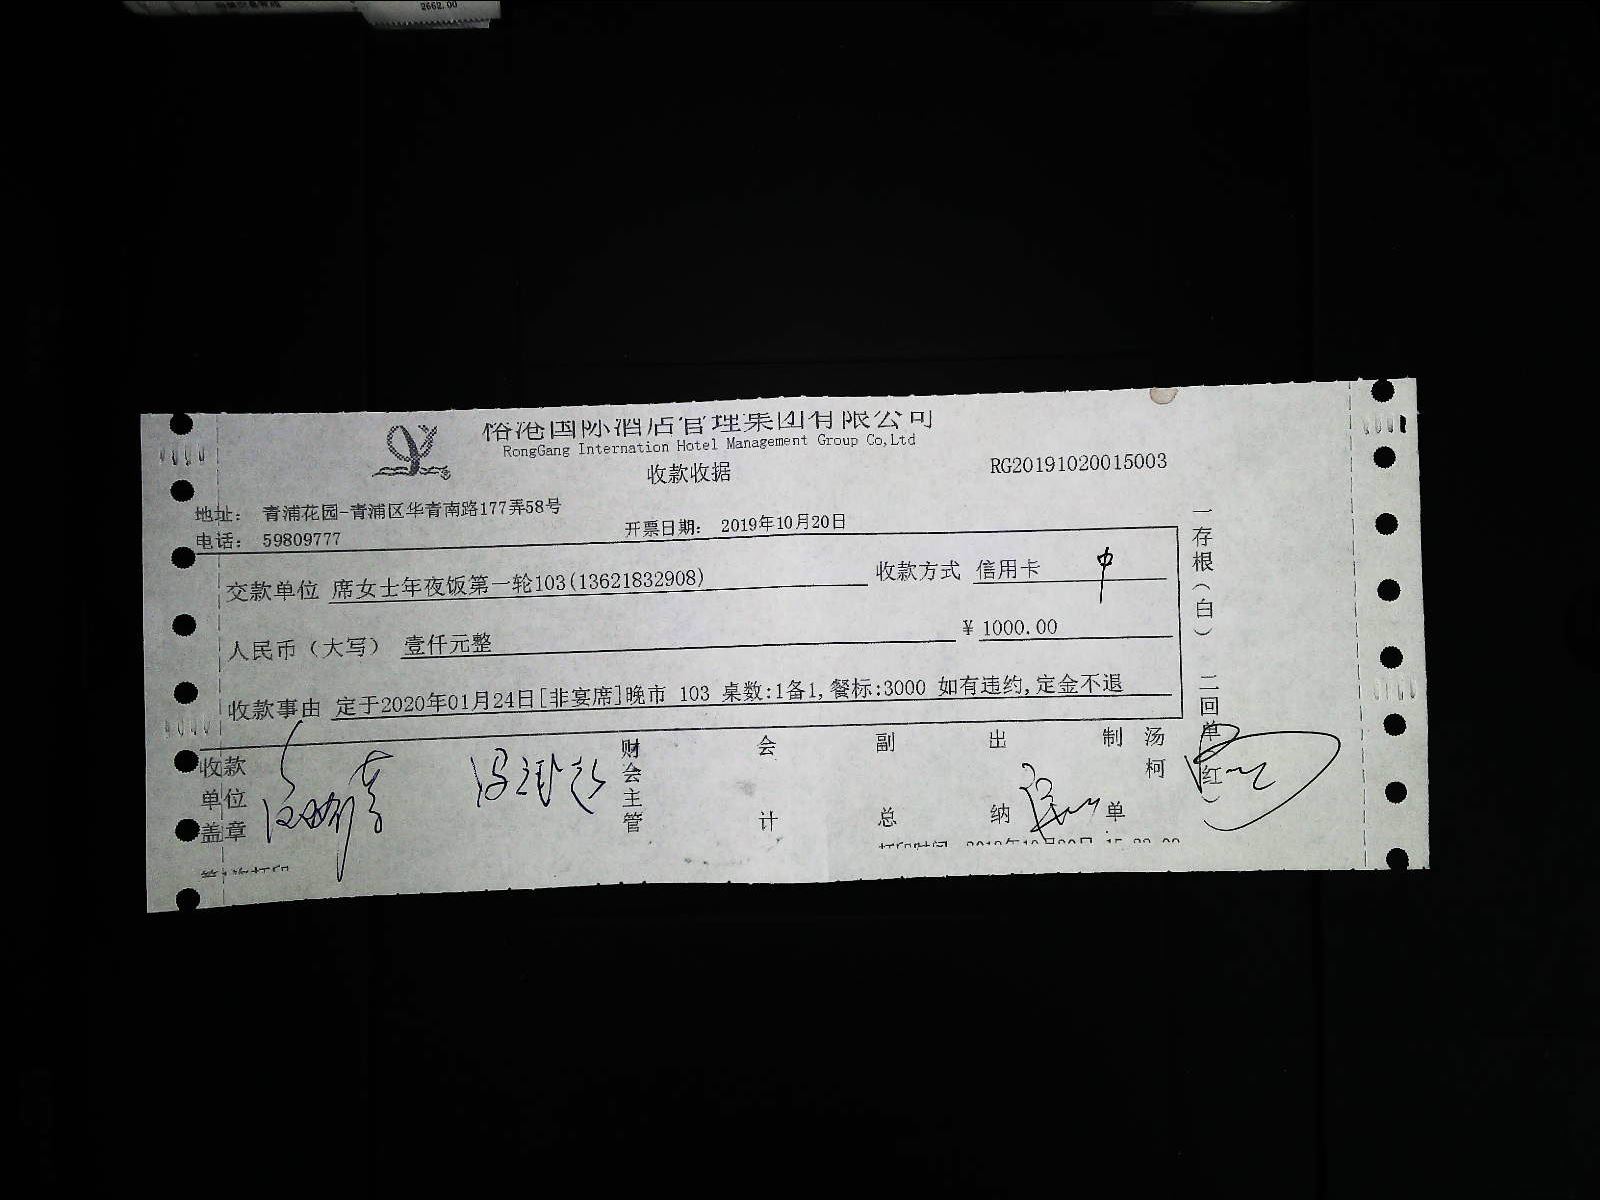 2662.00
国际酒店管理集团有限公司
RongGang Internation Hotel Management Group Co,Ltd
收款收据
RG20191020015003
地址： 青浦花园-青浦区华青南路177弄58号
电话： 59809777
开票日期： 2019年10月20日
交款单位 席女士年夜饭第一轮103(13621832908)
收款方式 信用卡 中
人民币（大写） 壹仟元整
¥ 1000.00
收款事由 定于2020年01月24日[非宴席]晚市 103 桌数:1备1,餐标:3000 如有违约,定金不退
一存根（白） 二回单（红）
收款单位盖章
财会主管
会计
副总
出纳
制单
汤柯